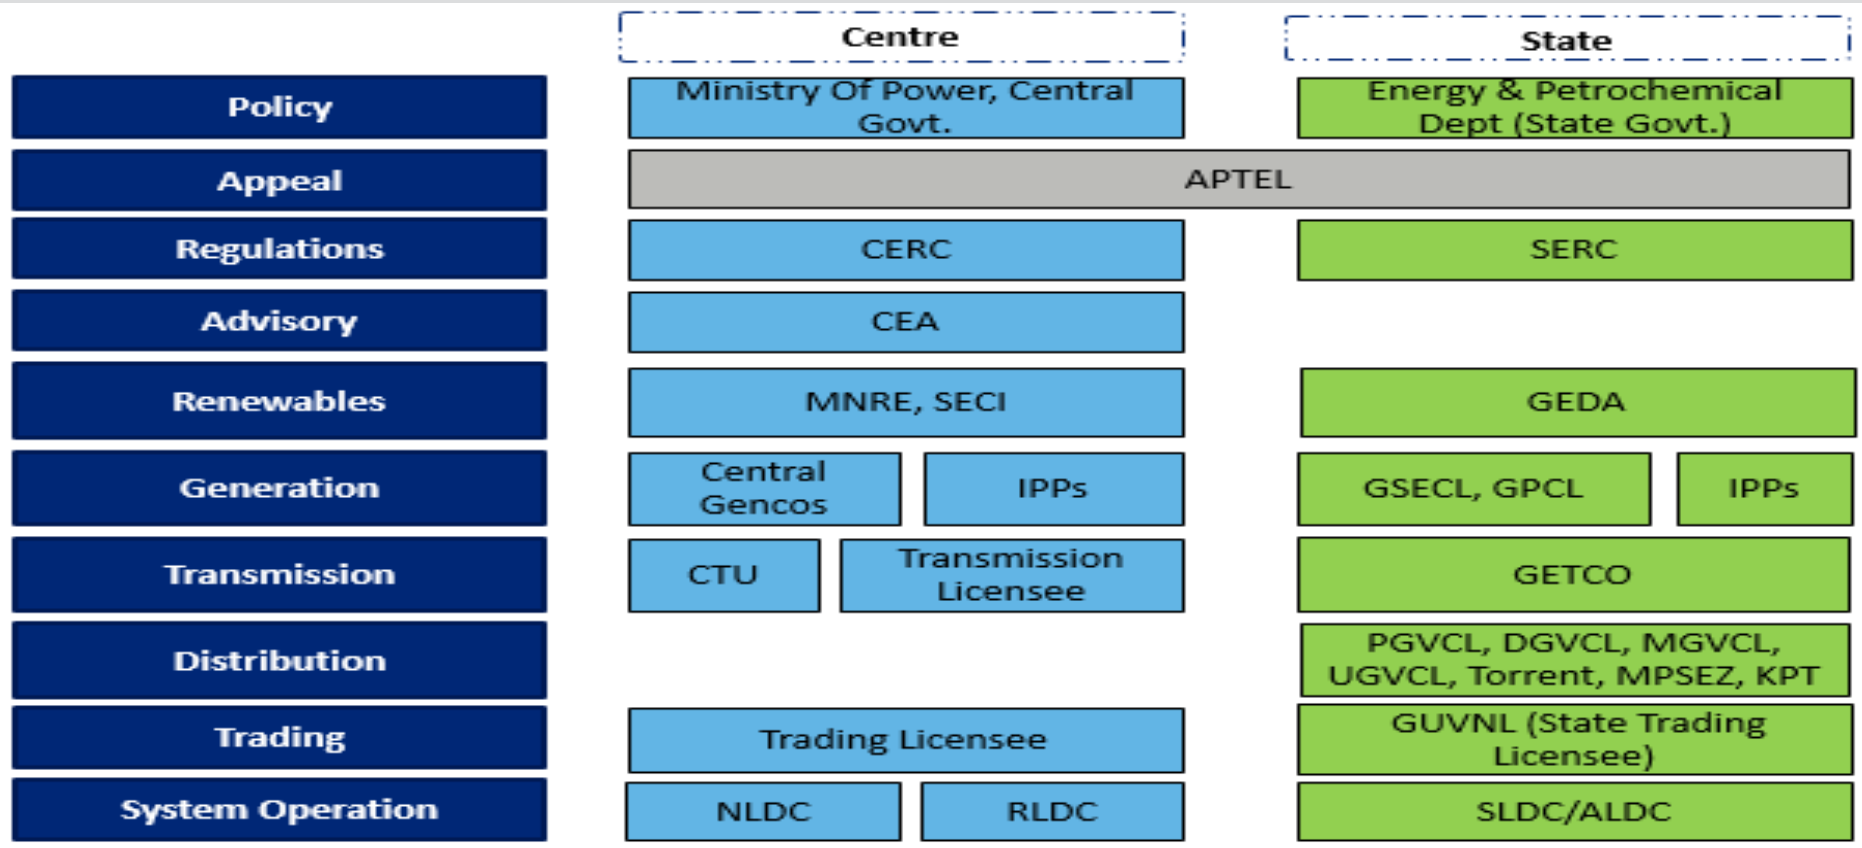 Centre
State
Policy
Ministry Of Power, Central
Govt.
Energy & Petrochemical
Dept (State Govt.)
Appeal
APTEL
Regulations
CERC
SERC
Advisory
CEA
Renewables
MNRE, SECI
GEDA
Generation
Central
Gencos
IPPs
GSECL, GPCL
IPPs
Transmission
CTU
Transmission
Licensee
GETCO
Distribution
PGVCL, DGVCL, MGVCL,
UGVCL, Torrent, MPSEZ, KPT
Trading
Trading Licensee
GUVNL (State Trading
Licensee)
System Operation
NLDC
RLDC
SLDC/ALDC